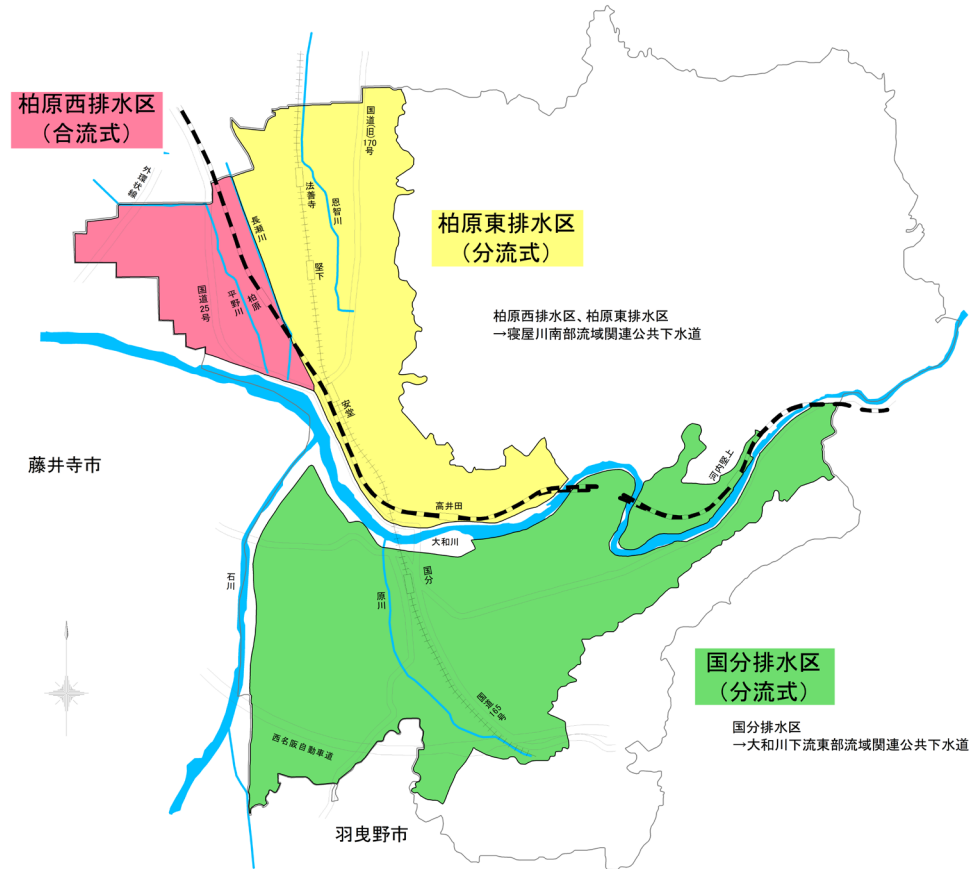 柏原西排水区
（合流式）
外環状線
国道(旧)170号
法善寺
恩智川
長瀬川
堅下
柏原東排水区
（分流式）
国道25号
平野川
柏原
柏原西排水区、柏原東排水区
→寝屋川南部流域関連公共下水道
安堂
藤井寺市
河内堅上
高井田
大和川
石川
国分
原川
国分排水区
（分流式）
国道165号
国分排水区
→大和川下流東部流域関連公共下水道
西名阪自動車道
羽曳野市